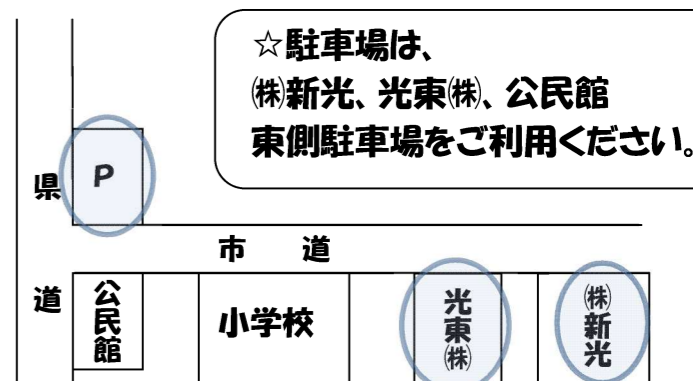 ☆駐車場は、
㈱新光、光東㈱、公民館
東側駐車場をご利用ください。
P
県道
市　道
公民館
小学校
光東㈱
㈱新光